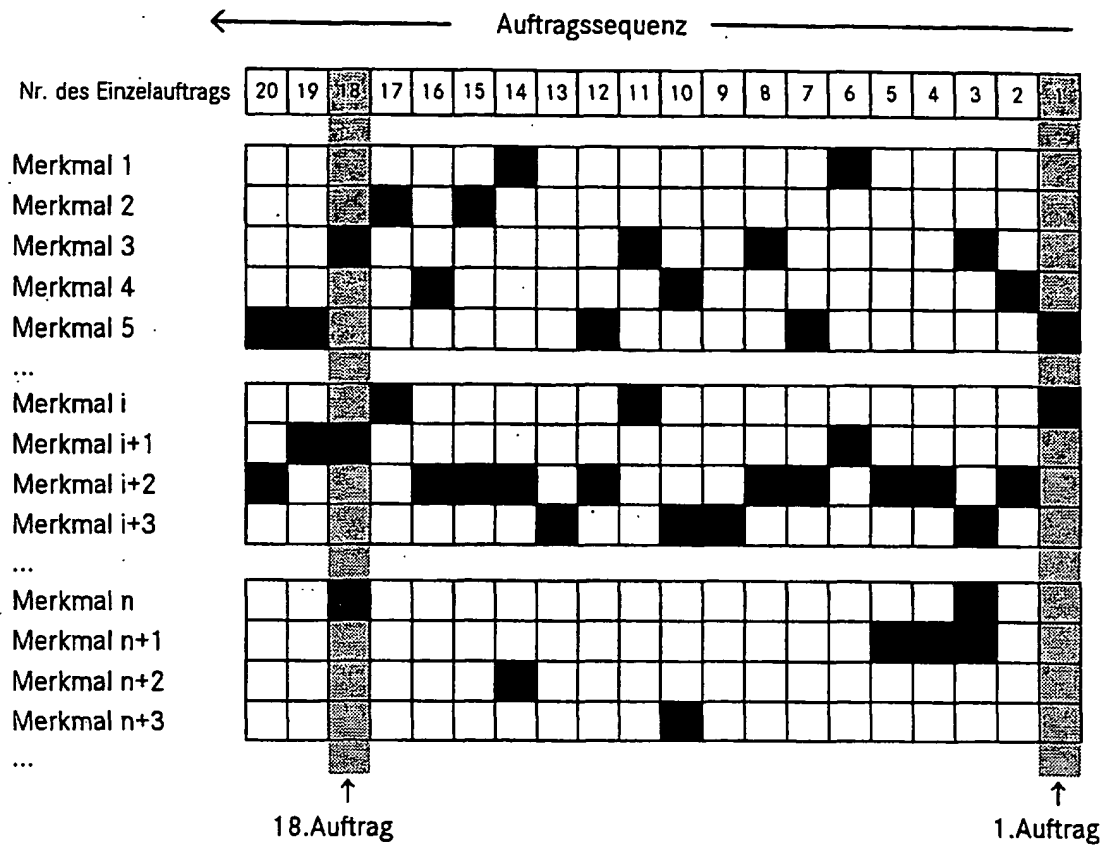 Auftragssequenz
Nr. des Einzelauftrags 20 19 18 17 16 15 14 13 12 11 10 9 8 7 6 5 4 3 2 1
Merkmal 1
Merkmal 2
Merkmal 3
Merkmal 4
Merkmal 5
...
Merkmal i
Merkmal i+1
Merkmal i+2
Merkmal i+3
...
Merkmal n
Merkmal n+1
Merkmal n+2
Merkmal n+3
...
18.Auftrag 1.Auftrag